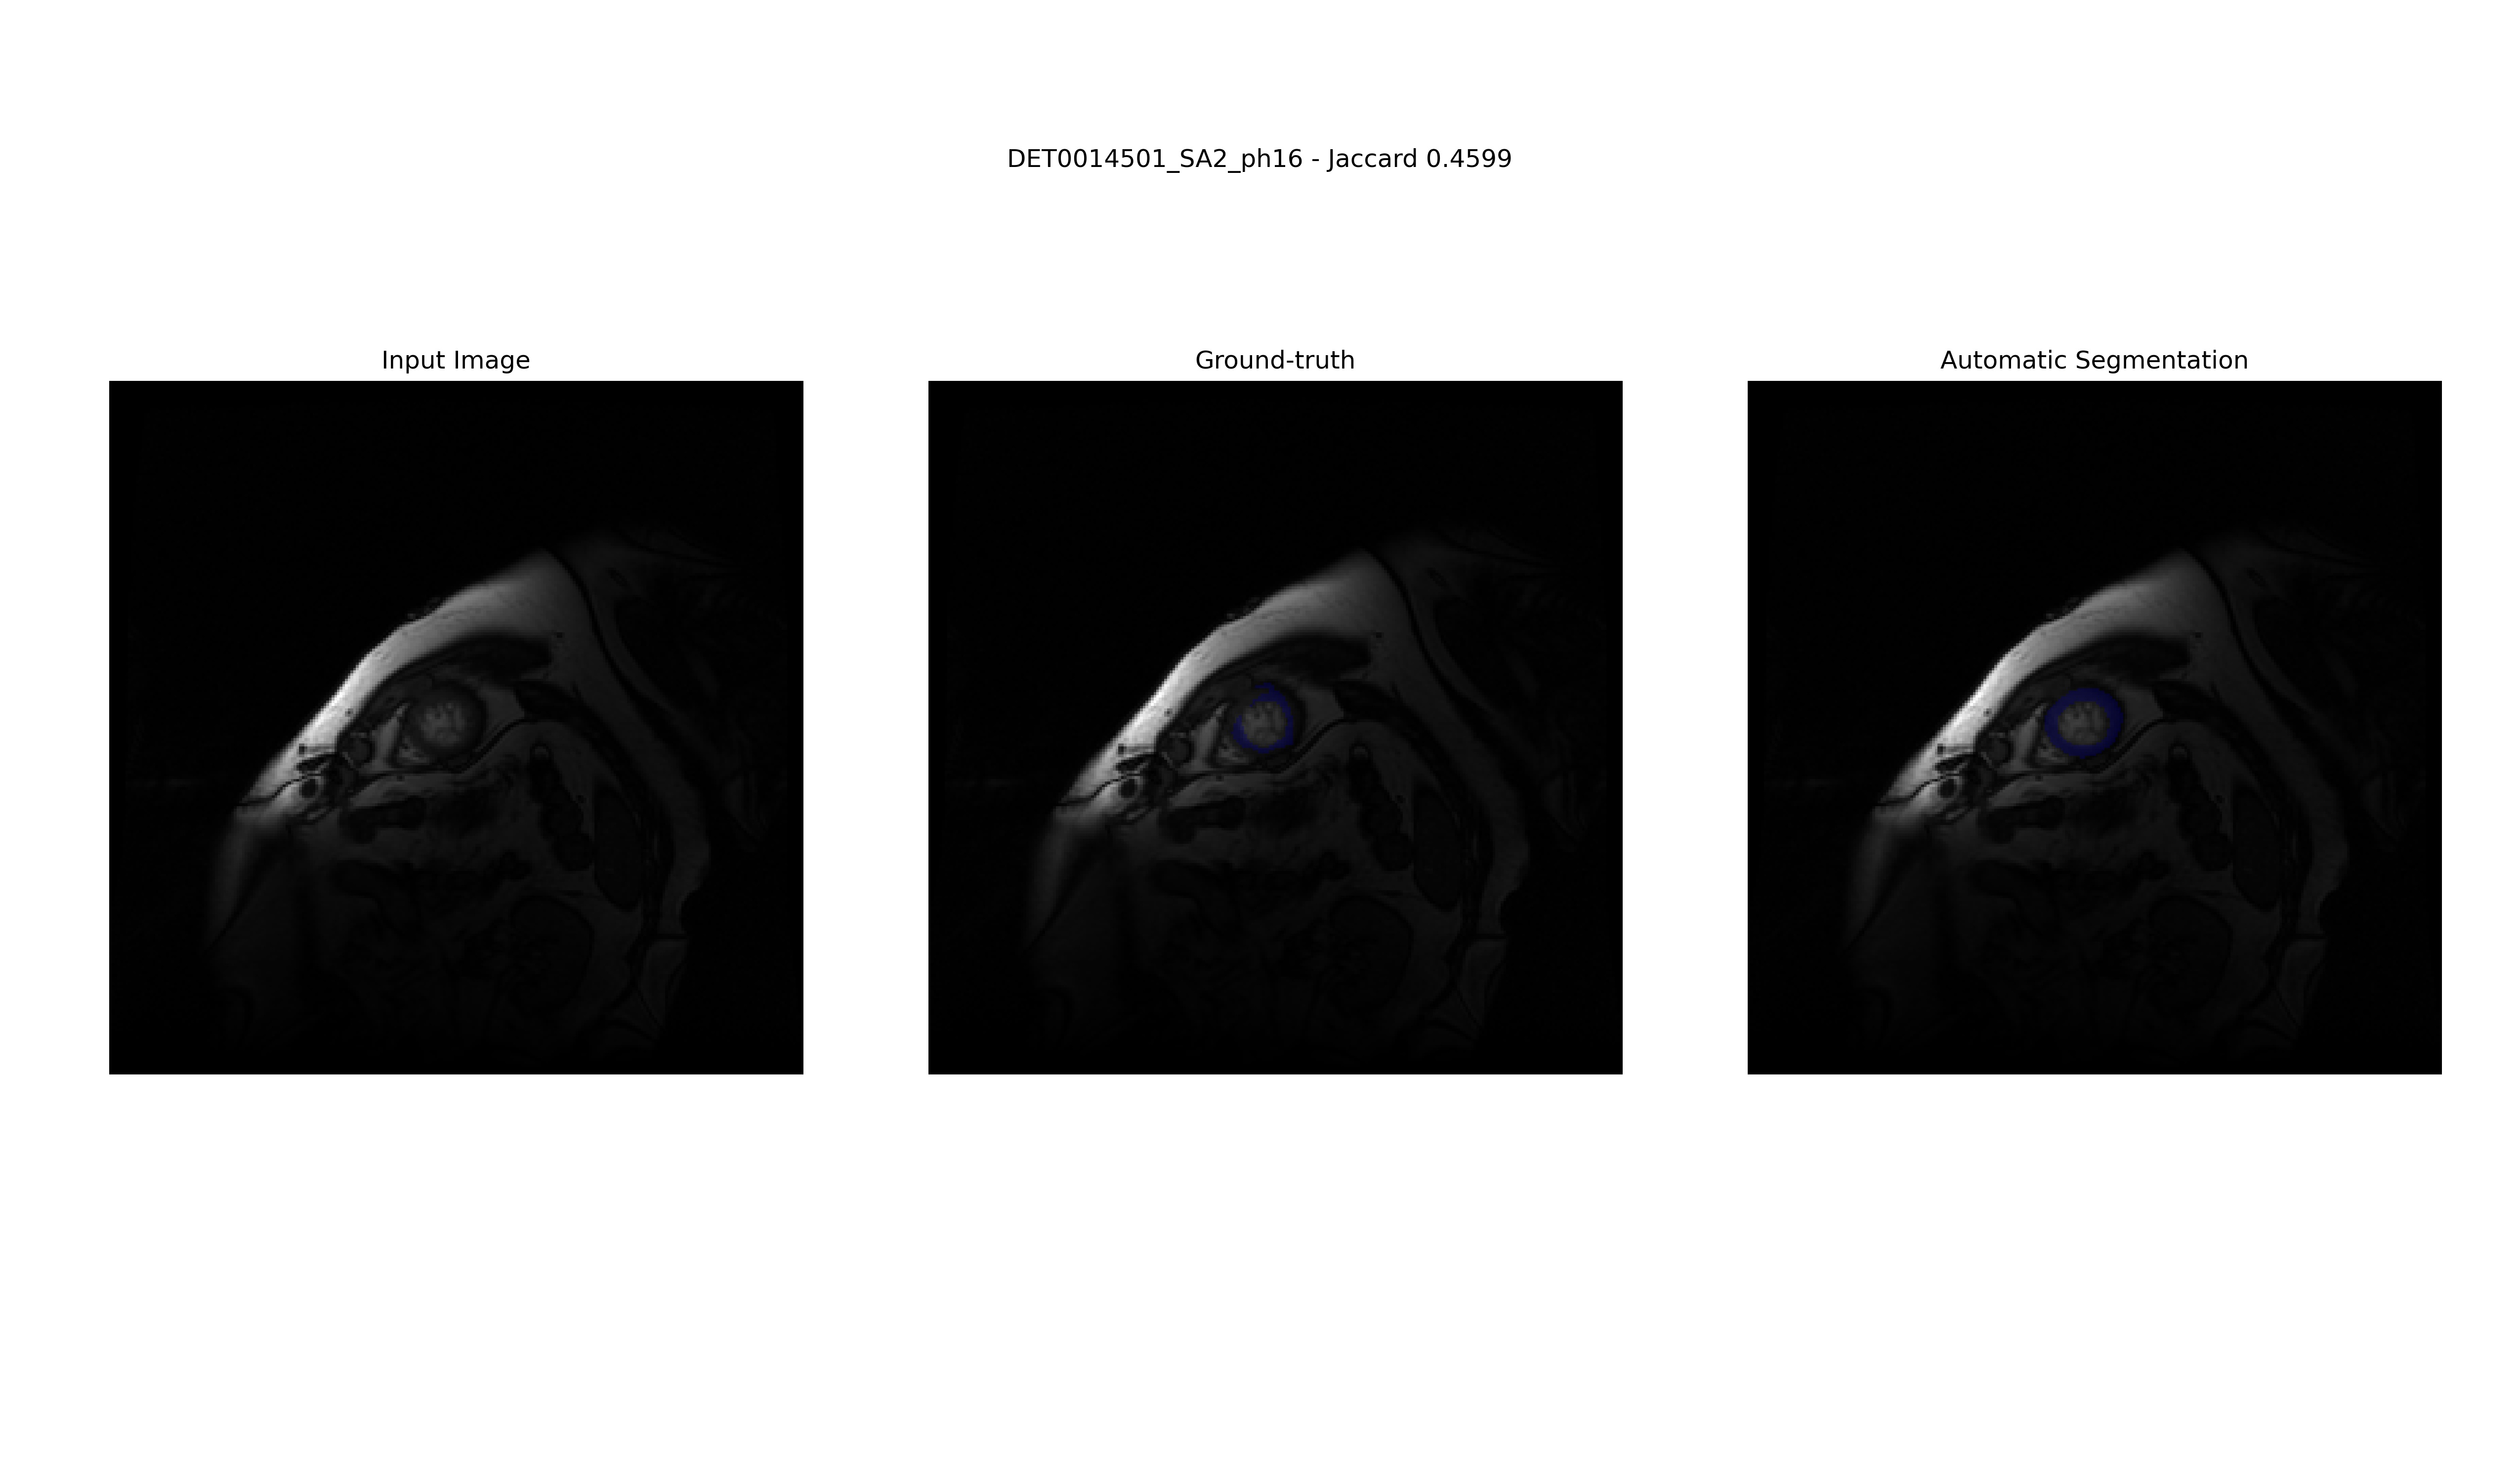 DET0014501_SA2_ph16 - Jaccard 0.4599
Input Image
Ground-truth
Automatic Segmentation